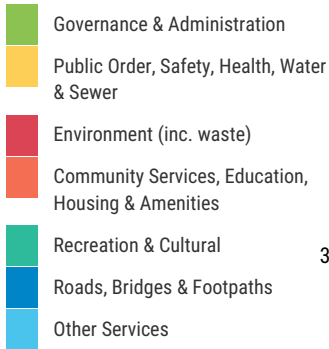 Governance & Administration
Public Order, Safety, Health, Water
& Sewer
Environment (inc. waste)
Community Services, Education,
Housing & Amenities
Recreation & Cultural
3
Roads, Bridges & Footpaths
Other Services